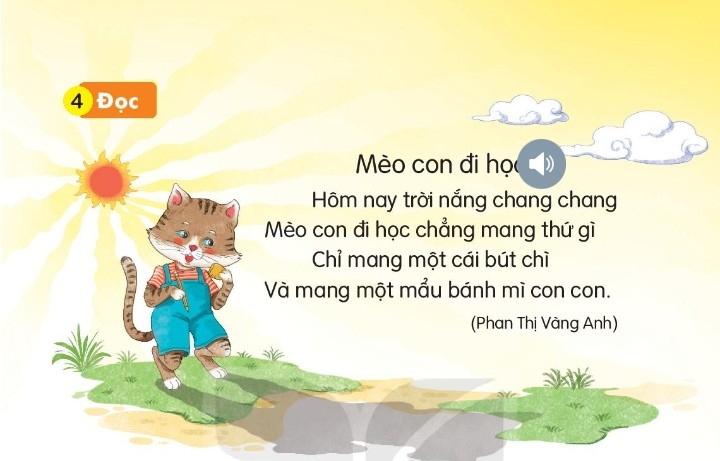 4 Đọc
Mèo con đi học
Hôm nay trời nắng chang chang
Mèo con đi học chẳng mang thứ gì
Chỉ mang một cái bút chì
Và mang một mẩu bánh mì con con.
(Phan Thị Vàng Anh)